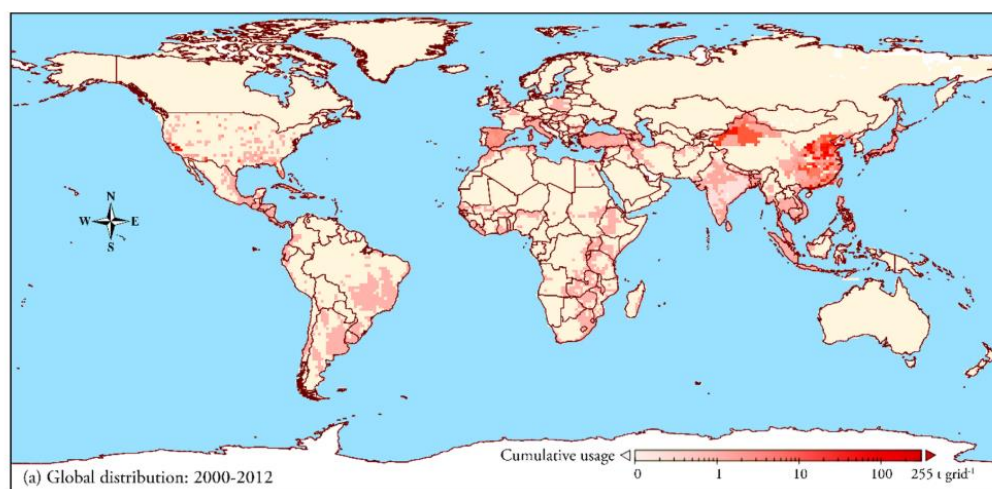 N
W E
S
Cumulative usage
0 1 10 100 255 t grid⁻¹
(a) Global distribution: 2000-2012